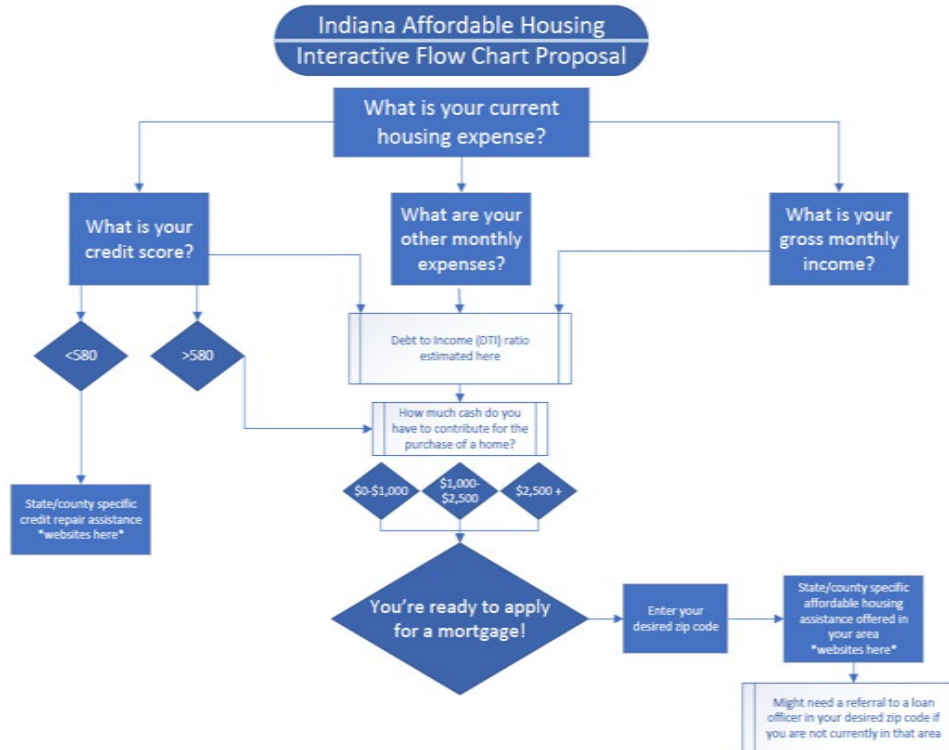 Indiana Affordable Housing
Interactive Flow Chart Proposal
What is your current
housing expense?
What is your
credit score?
What are your
other monthly
expenses?
What is your
gross monthly
income?
<580
>580
Debt to Income (DTI) ratio
estimated here
How much cash do you
have to contribute for the
purchase of a home?
$0-$1,000
$1,000-
$2,500
$2,500 +
State/county specific
credit repair assistance
*websites here*
You're ready to apply
for a mortgage!
Enter your
desired zip code
State/county specific
affordable housing
assistance offered in
your area
*websites here*
Might need a referral to a loan
officer in your desired zip code if
you are not currently in that area